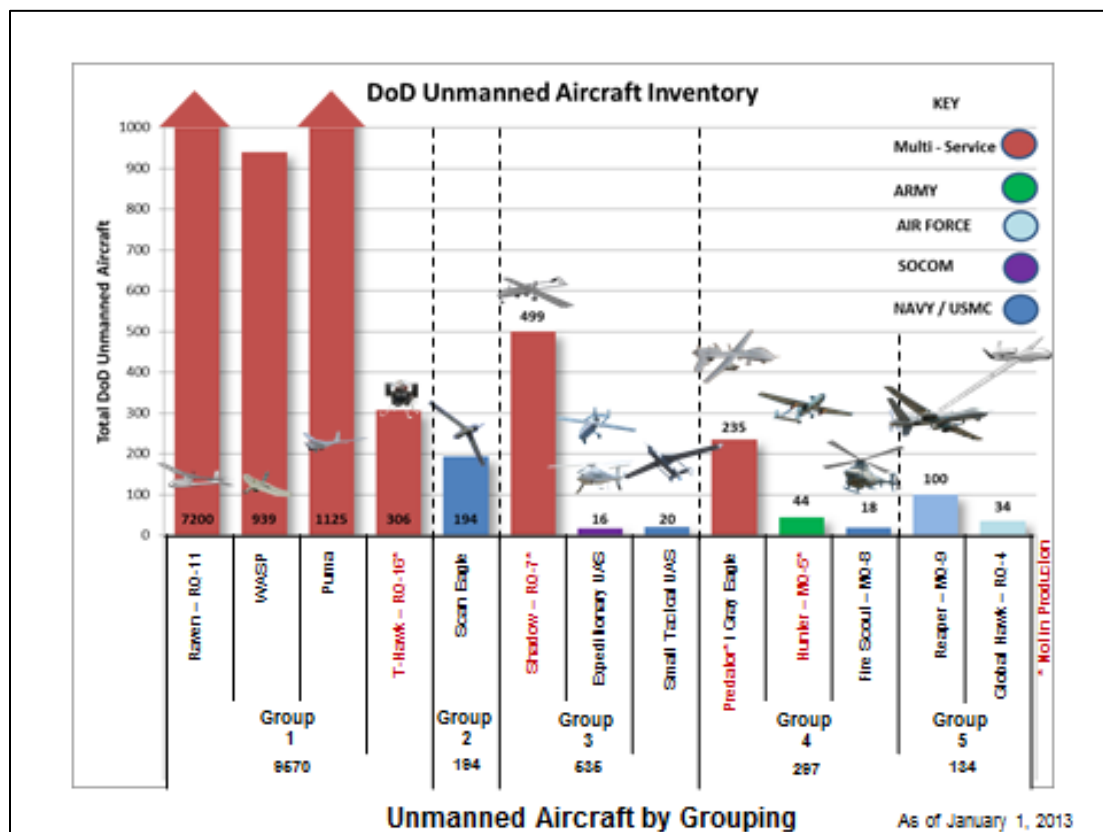 DoD Unmanned Aircraft Inventory
KEY
Multi - Service
ARMY
AIR FORCE
SOCOM
NAVY / USMC
Total DoD Unmanned Aircraft
1000
900
800
700
600
500
400
300
200
100
0
7200
939
1125
306
194
499
16
20
235
44
18
100
34
Raven – RQ-11
WASP
Puma
T-Hawk – RQ-16*
Scan Eagle
Shadow – RQ-7*
Expeditionary UAS
Small Tactical UAS
Predator* / Gray Eagle
Hunter – MQ-5*
Fire Scout – MQ-8
Reaper – MQ-9
Global Hawk – RQ-4
* Not In Production
Group
1
9570
Group
2
194
Group
3
535
Group
4
297
Group
5
134
Unmanned Aircraft by Grouping
As of January 1, 2013